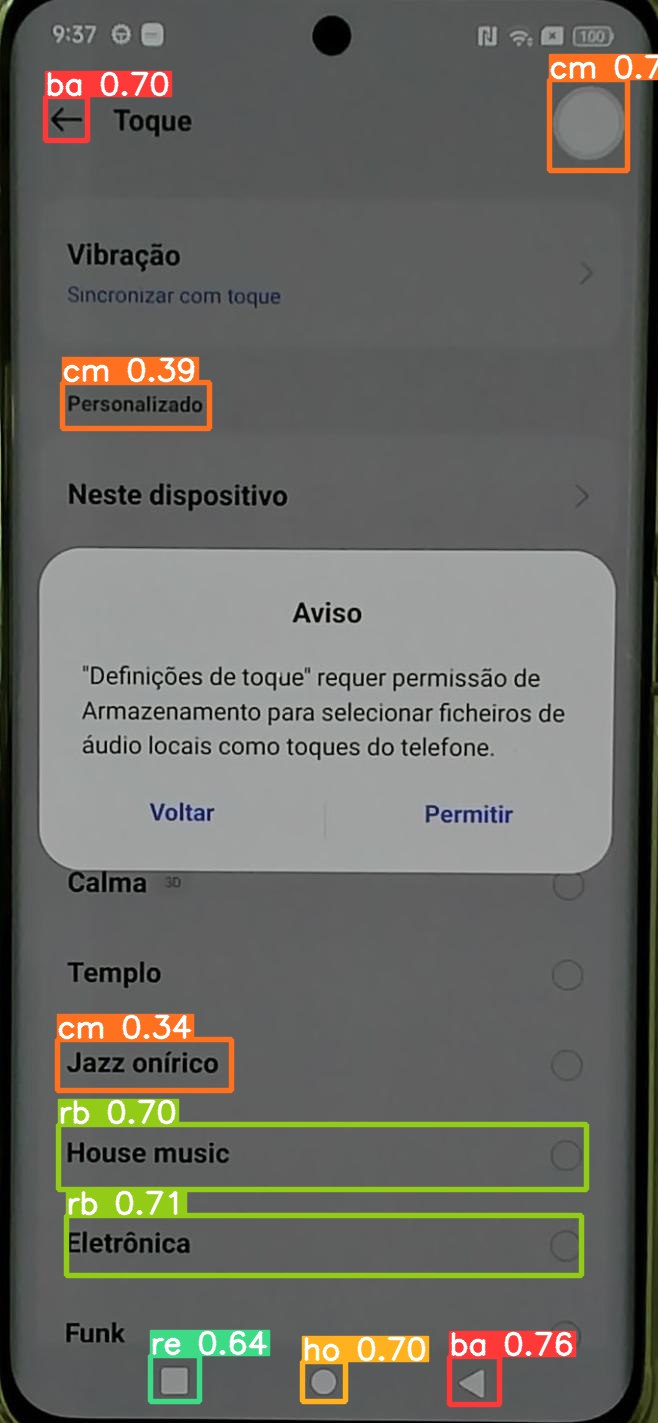 9:37
100
ba 0.70
cm 0.7
Toque
Vibração
Sincronizar com toque
cm 0.39
Personalizado
Neste dispositivo
Aviso
"Definições de toque" requer permissão de
Armazenamento para selecionar ficheiros de
áudio locais como toques do telefone.
Voltar
Permitir
Calma 3D
Templo
cm 0.34
Jazz onírico
rb 0.70
House music
rb 0.71
Eletrônica
Funk
re 0.64
ho 0.70
ba 0.76